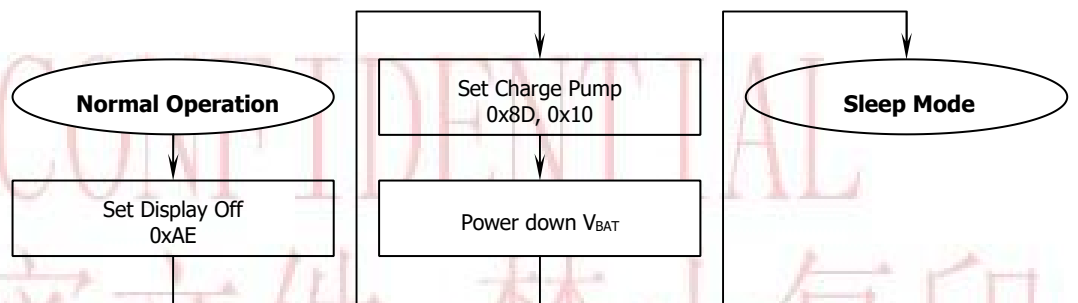 CONFIDENTIAL
Normal Operation
Set Display Off
0xAE
Set Charge Pump
0x8D, 0x10
Power down VBAT
Sleep Mode